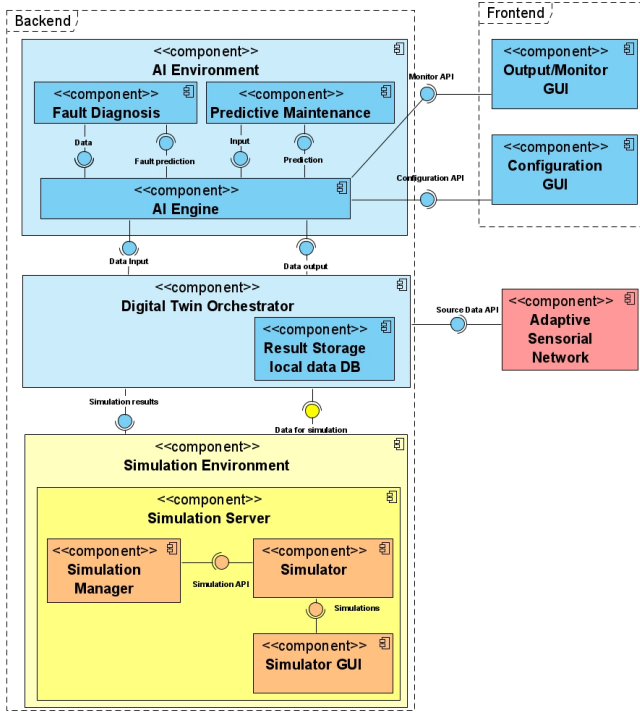 Backend
Frontend
<<component>>
AI Environment
<<component>>
Fault Diagnosis
<<component>>
Predictive Maintenance
Data
Fault prediction
Input
Prediction
<<component>>
AI Engine
Monitor API
<<component>>
Output/Monitor
GUI
Configuration API
<<component>>
Configuration
GUI
Data Input
Data output
<<component>>
Digital Twin Orchestrator
<<component>>
Result Storage
local data DB
Source Data API
<<component>>
Adaptive
Sensorial
Network
Simulation results
Data for simulation
<<component>>
Simulation Environment
<<component>>
Simulation Server
<<component>>
Simulation
Manager
Simulation API
<<component>>
Simulator
Simulations
<<component>>
Simulator GUI